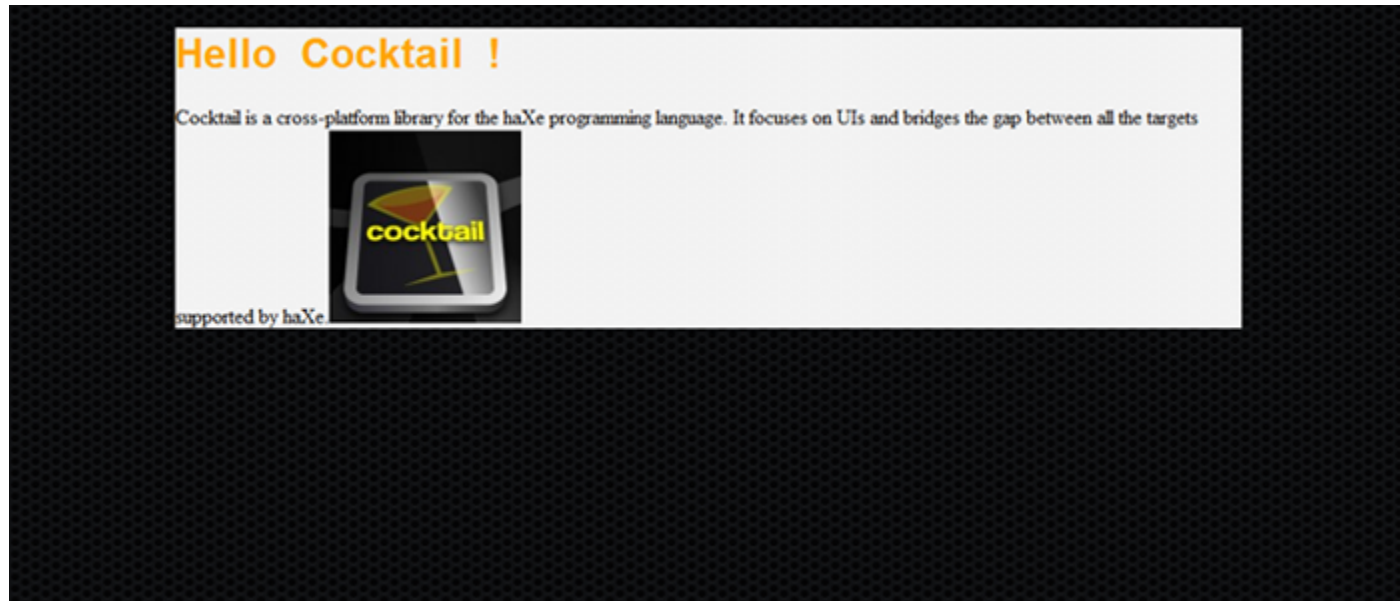 Hello Cocktail !
Cocktail is a cross-platform library for the haXe programming language. It focuses on UIs and bridges the gap between all the targets
cocktail
supported by haXe.